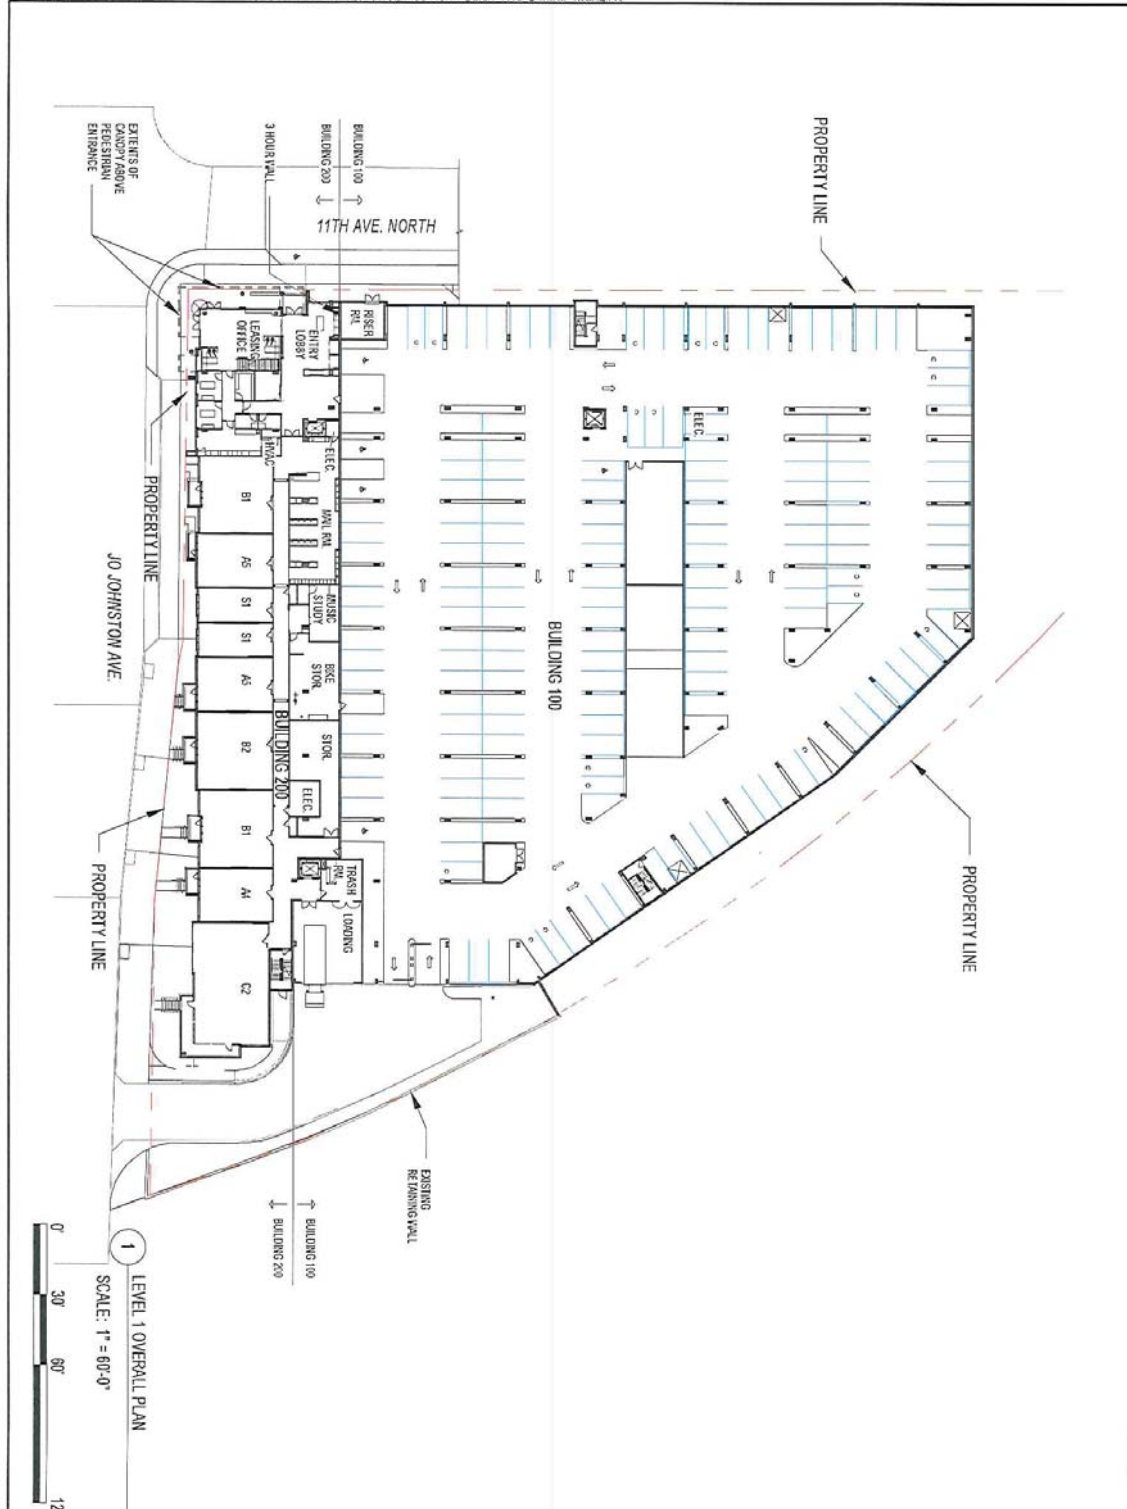 PROPERTY LINE
EXTENTS OF
CANOPY ABOVE
PEDESTRIAN
ENTRANCE
3 HOUR WALL
BUILDING 200
BUILDING 100
11TH AVE. NORTH
RISER
RM.
ENTRY
LOBBY
LEASING
OFFICE
ELEC.
ELEC.
HVAC
MAIL RM.
MUSIC
STUDY
BIKE
STOR.
STOR.
ELEC.
TRASH
RM.
LOADING
BUILDING 100
BUILDING 200
B1
A5
S1
S1
A5
B2
B1
A4
C2
PROPERTY LINE
JO JOHNSTON AVE.
PROPERTY LINE
PROPERTY LINE
EXISTING
RETAINING WALL
BUILDING 100
BUILDING 200
1
LEVEL 1 OVERALL PLAN
SCALE: 1" = 60'-0"
0'
30'
60'